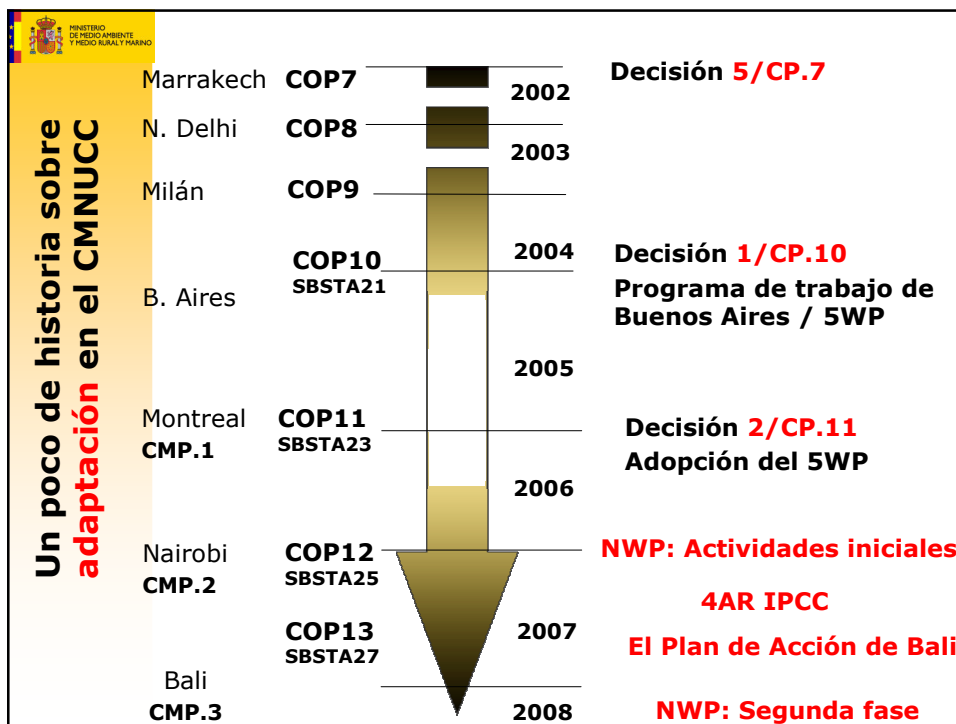 MINISTERIO
DE MEDIO AMBIENTE
Y MEDIO RURAL Y MARINO
Un poco de historia sobre
adaptación en el CMNUCC
Marrakech COP7
2002
Decisión 5/CP.7
N. Delhi COP8
2003
Milán COP9
2004
COP10
SBSTA21
B. Aires
Decisión 1/CP.10
Programa de trabajo de
Buenos Aires / 5WP
2005
Montreal COP11
CMP.1 SBSTA23
Decisión 2/CP.11
Adopción del 5WP
2006
Nairobi COP12
CMP.2 SBSTA25
NWP: Actividades iniciales
4AR IPCC
COP13
SBSTA27
2007
El Plan de Acción de Bali
Bali
CMP.3
2008
NWP: Segunda fase